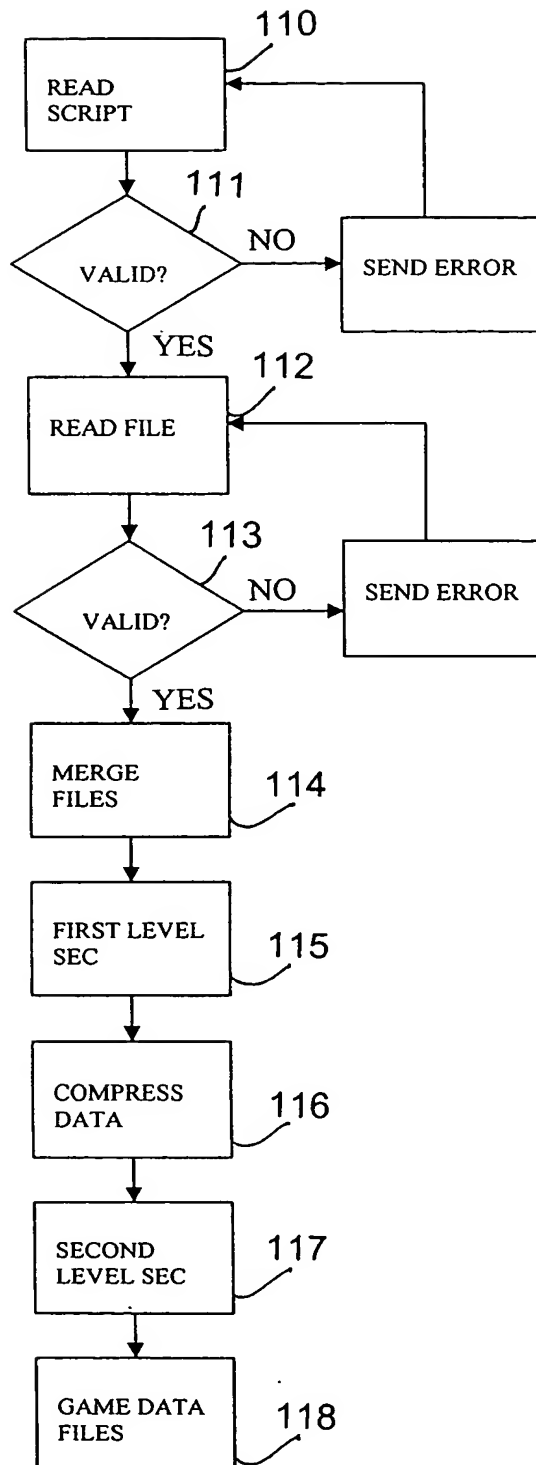 110
READ
SCRIPT
111
VALID?
NO
SEND ERROR
YES
112
READ FILE
113
VALID?
NO
SEND ERROR
YES
MERGE
FILES
114
FIRST LEVEL
SEC
115
COMPRESS
DATA
116
SECOND
LEVEL SEC
117
GAME DATA
FILES
118